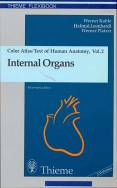 THIEME FLEXIBOOK
Werner Kahle
Helmut Leonhardt
Werner Platzer
Color Atlas/Text of Human Anatomy, Vol.2
Internal Organs
Thieme